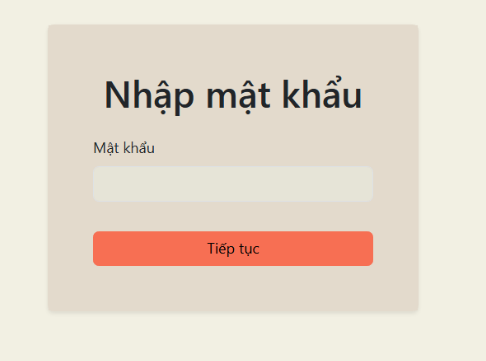 Nhập mật khẩu
Mật khẩu
Tiếp tục